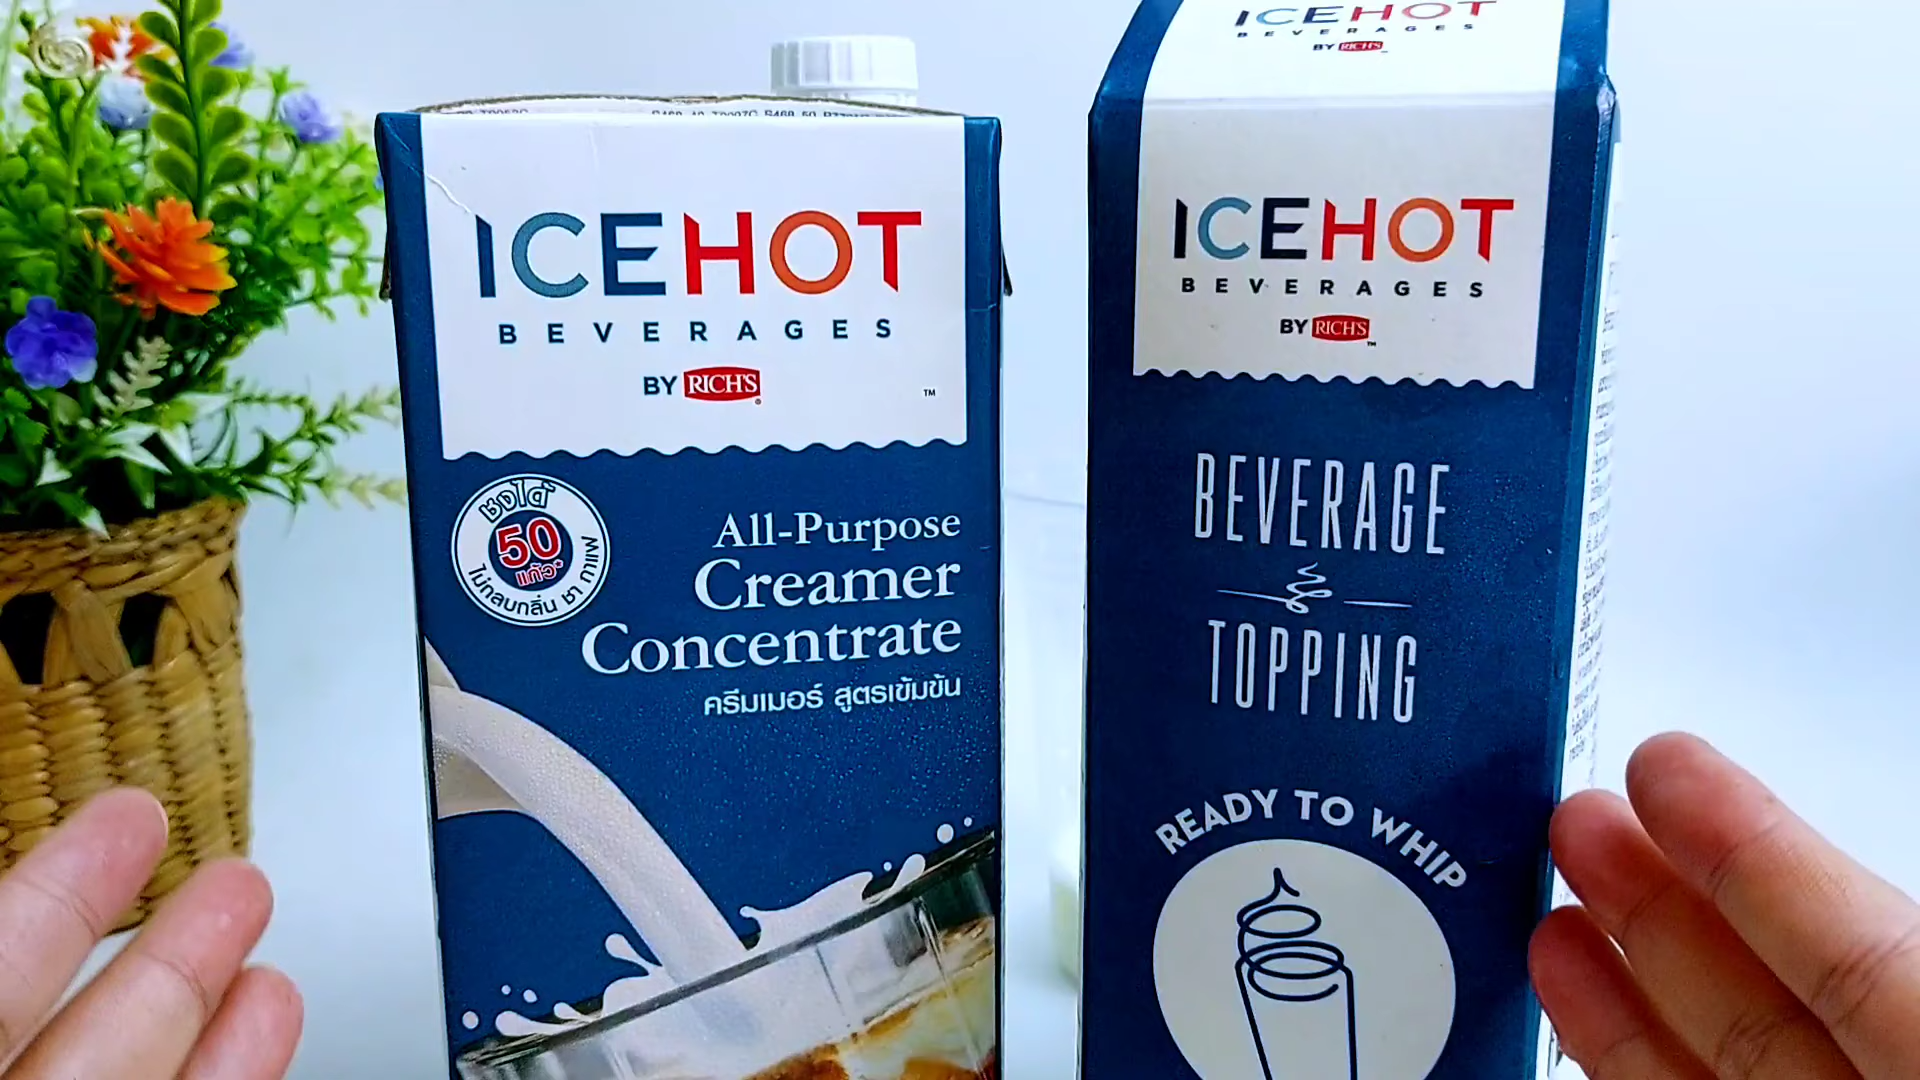 ICEHOT
BEVERAGES
BY RICH'S
TM
ชงได้
50
แก้ว*
ไม่กลบกลิ่น ชา กาแฟ
All-Purpose
Creamer
Concentrate
ครีมเมอร์ สูตรเข้มข้น
ICEHOT
BEVERAGES
BY RICH'S
ICEHOT
BEVERAGES
BY RICH'S
TM
BEVERAGE
TOPPING
READY TO WHIP